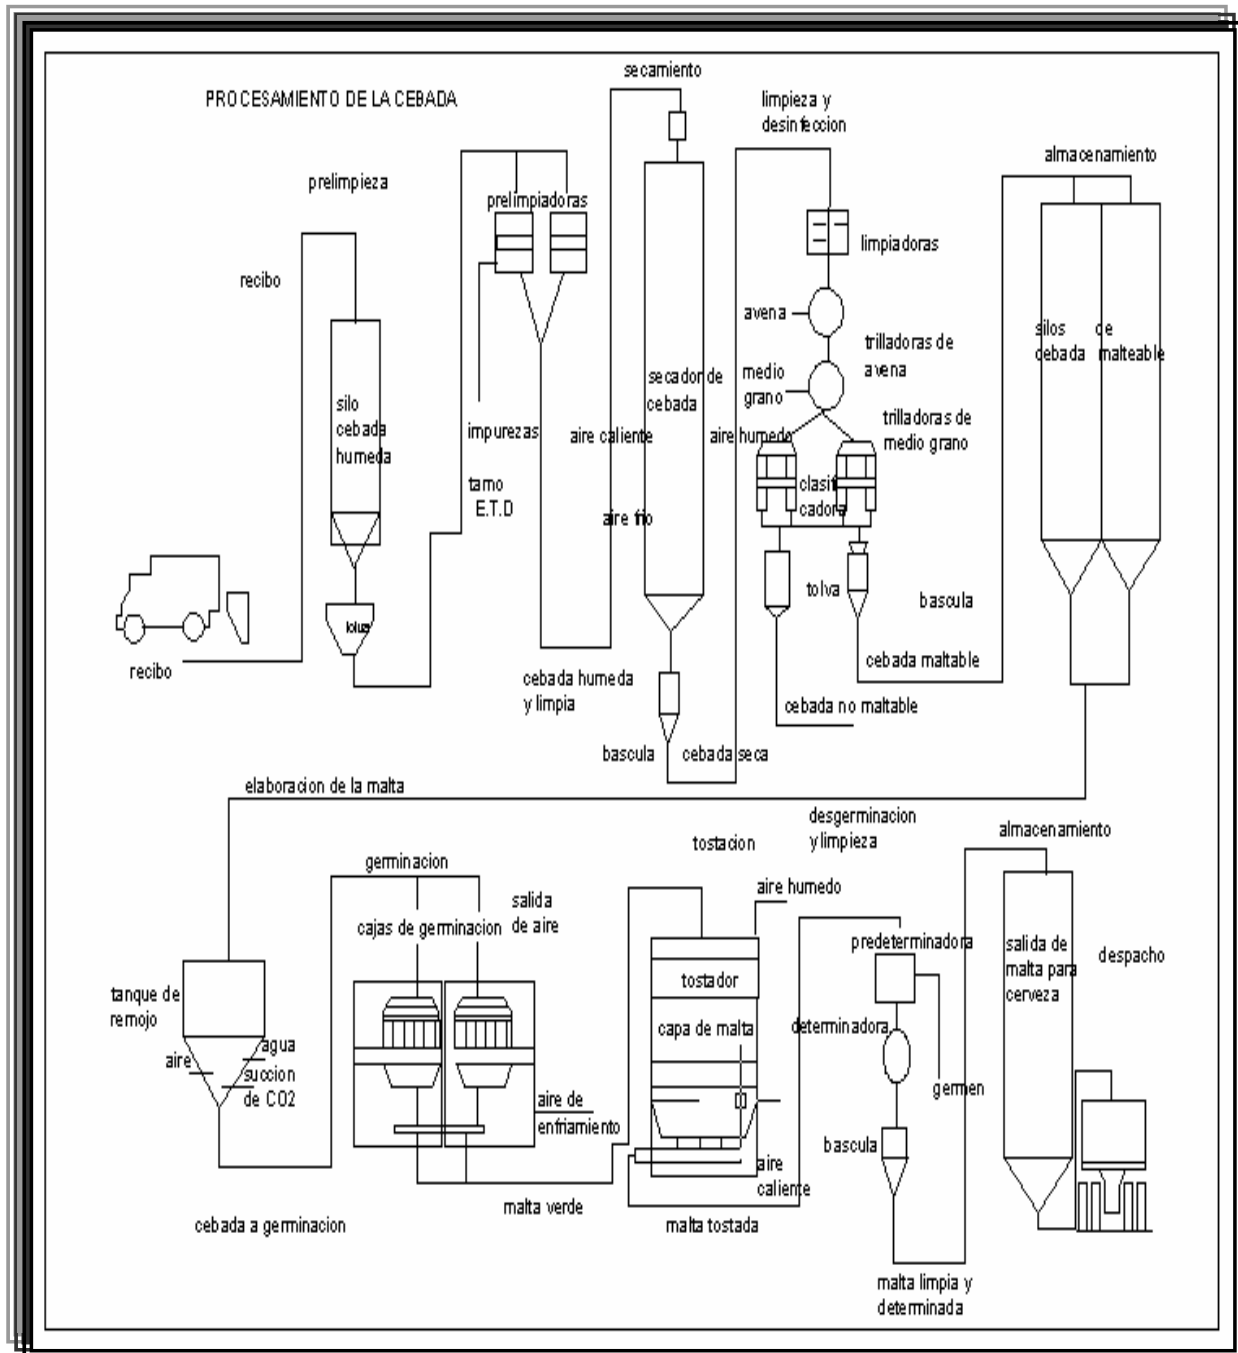 PROCESAMIENTO DE LA CEBADA
secamiento
limpieza y
desinfeccion
almacenamiento
prelimpieza
prelimpiadoras
recibo
limpiadoras
avena
trilladoras de
avena
silos de
cebada malteable
medio
grano
secador de
cebada
silo
cebada
humeda
trilladoras de
medio grano
impurezas
aire caliente
aire humedo
tamo
E.T.D
clasifi
cadora
aire frio
tolva
bascula
recibo
cebada maltable
cebada humeda
y limpia
cebada no maltable
bascula
cebada seca
elaboracion de la malta
desgerminacion
y limpieza
almacenamiento
tostacion
germinacion
aire humedo
salida
de aire
cajas de germinacion
predeterminadora
salida de
malta para
cerveza
despacho
tanque de
remojo
tostador
capa de malta
determinadora
agua
aire
succion
de CO2
germen
aire de
enfriamiento
bascula
aire
caliente
malta verde
malta tostada
cebada a germinacion
malta limpia y
determinada